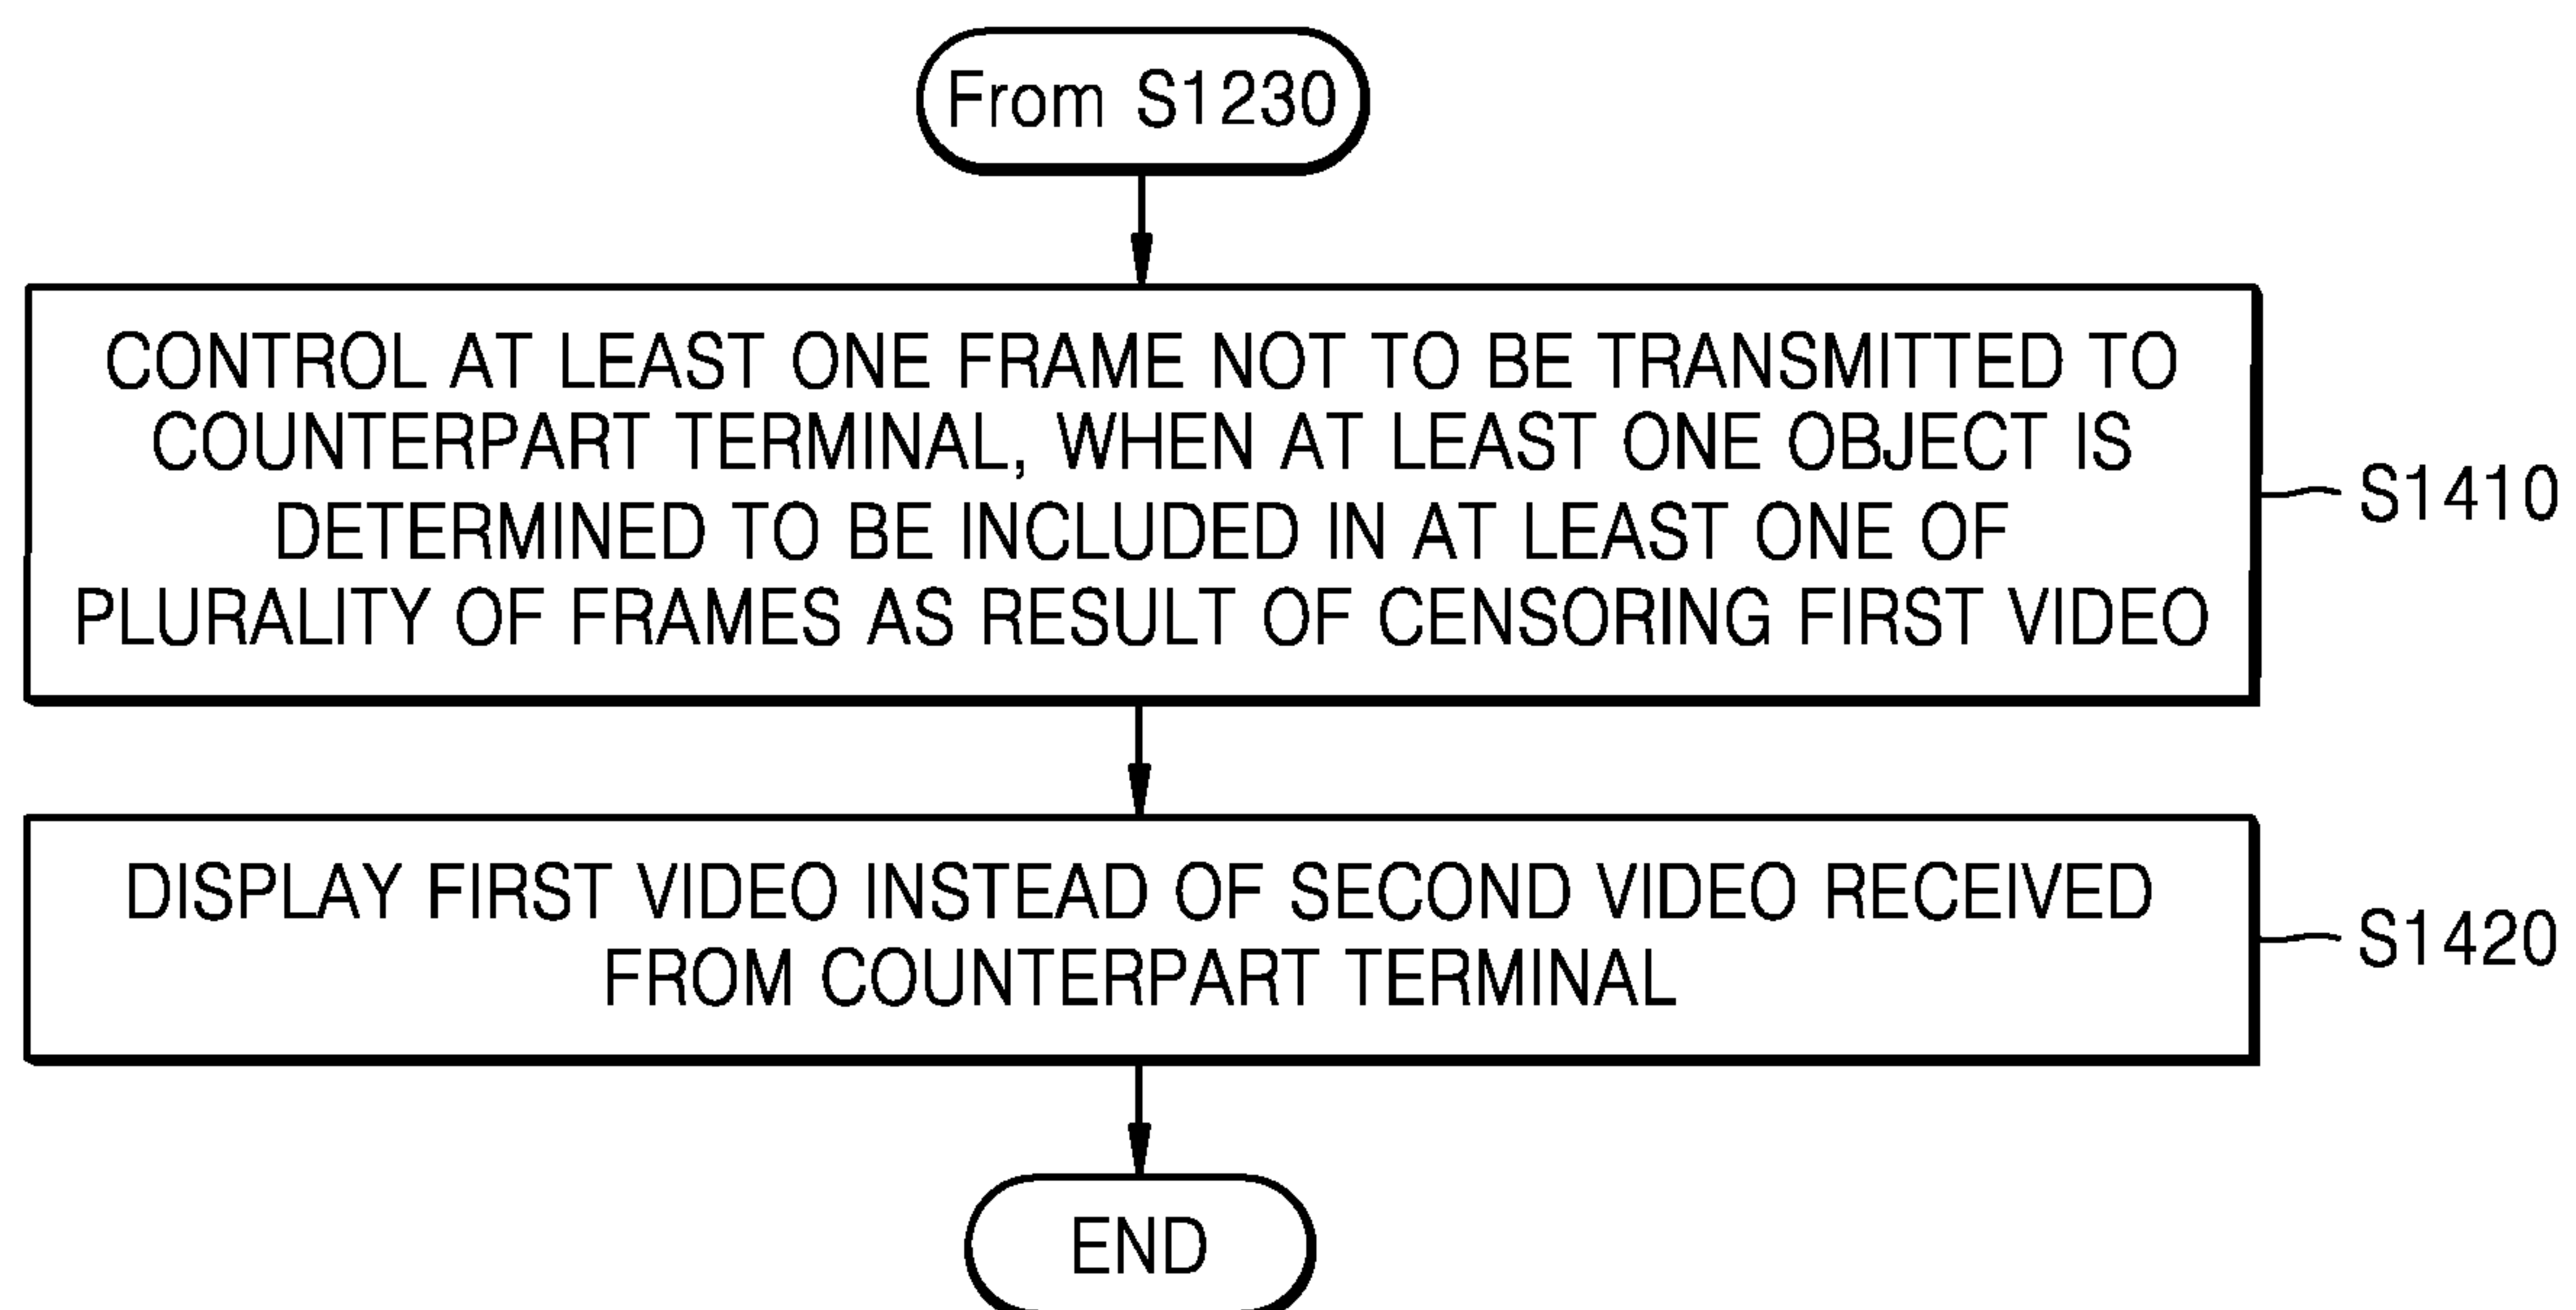 From S1230
CONTROL AT LEAST ONE FRAME NOT TO BE TRANSMITTED TO
COUNTERPART TERMINAL, WHEN AT LEAST ONE OBJECT IS
DETERMINED TO BE INCLUDED IN AT LEAST ONE OF
PLURALITY OF FRAMES AS RESULT OF CENSORING FIRST VIDEO
S1410
DISPLAY FIRST VIDEO INSTEAD OF SECOND VIDEO RECEIVED
FROM COUNTERPART TERMINAL
S1420
END